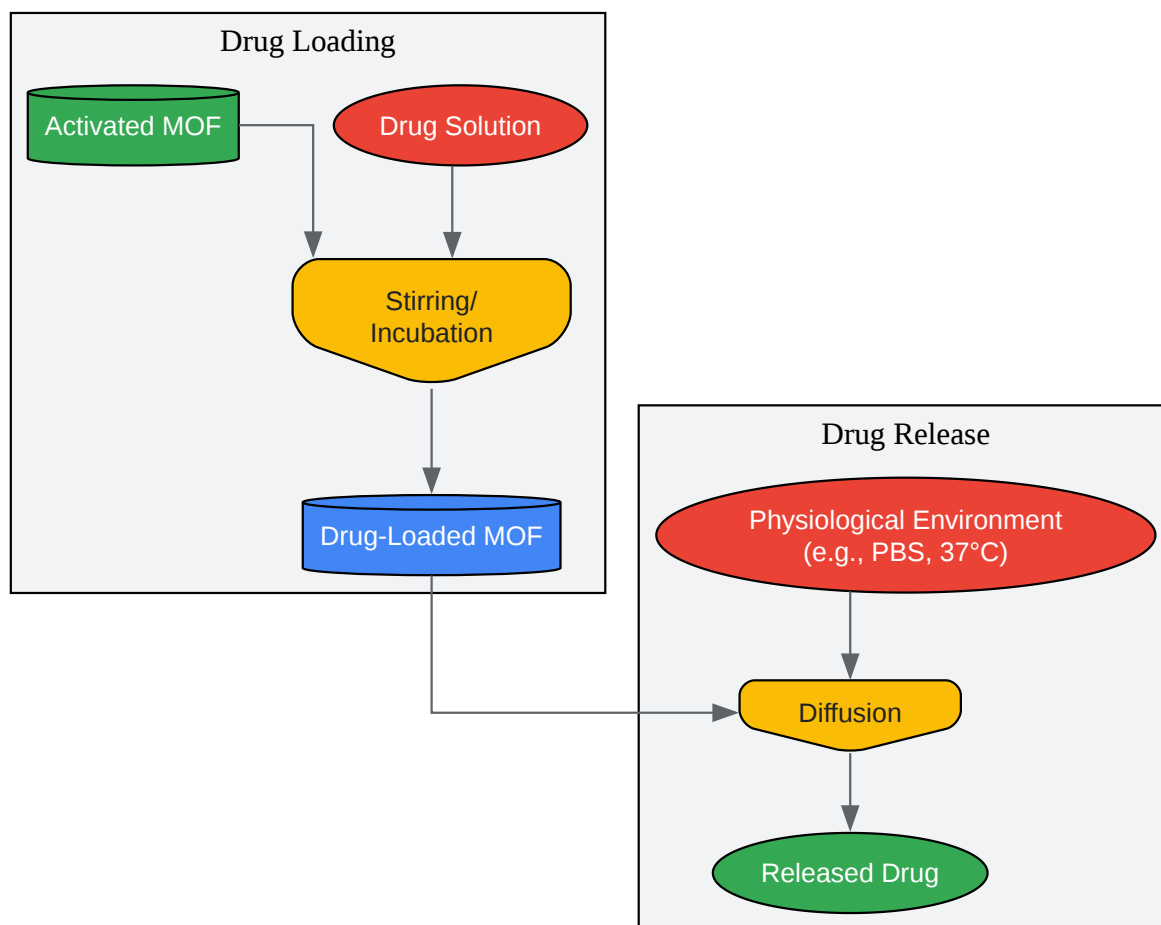 Drug Loading
Activated MOF
Drug Solution
Stirring/
Incubation
Drug-Loaded MOF
Drug Release
Physiological Environment
(e.g., PBS, 37°C)
Diffusion
Released Drug